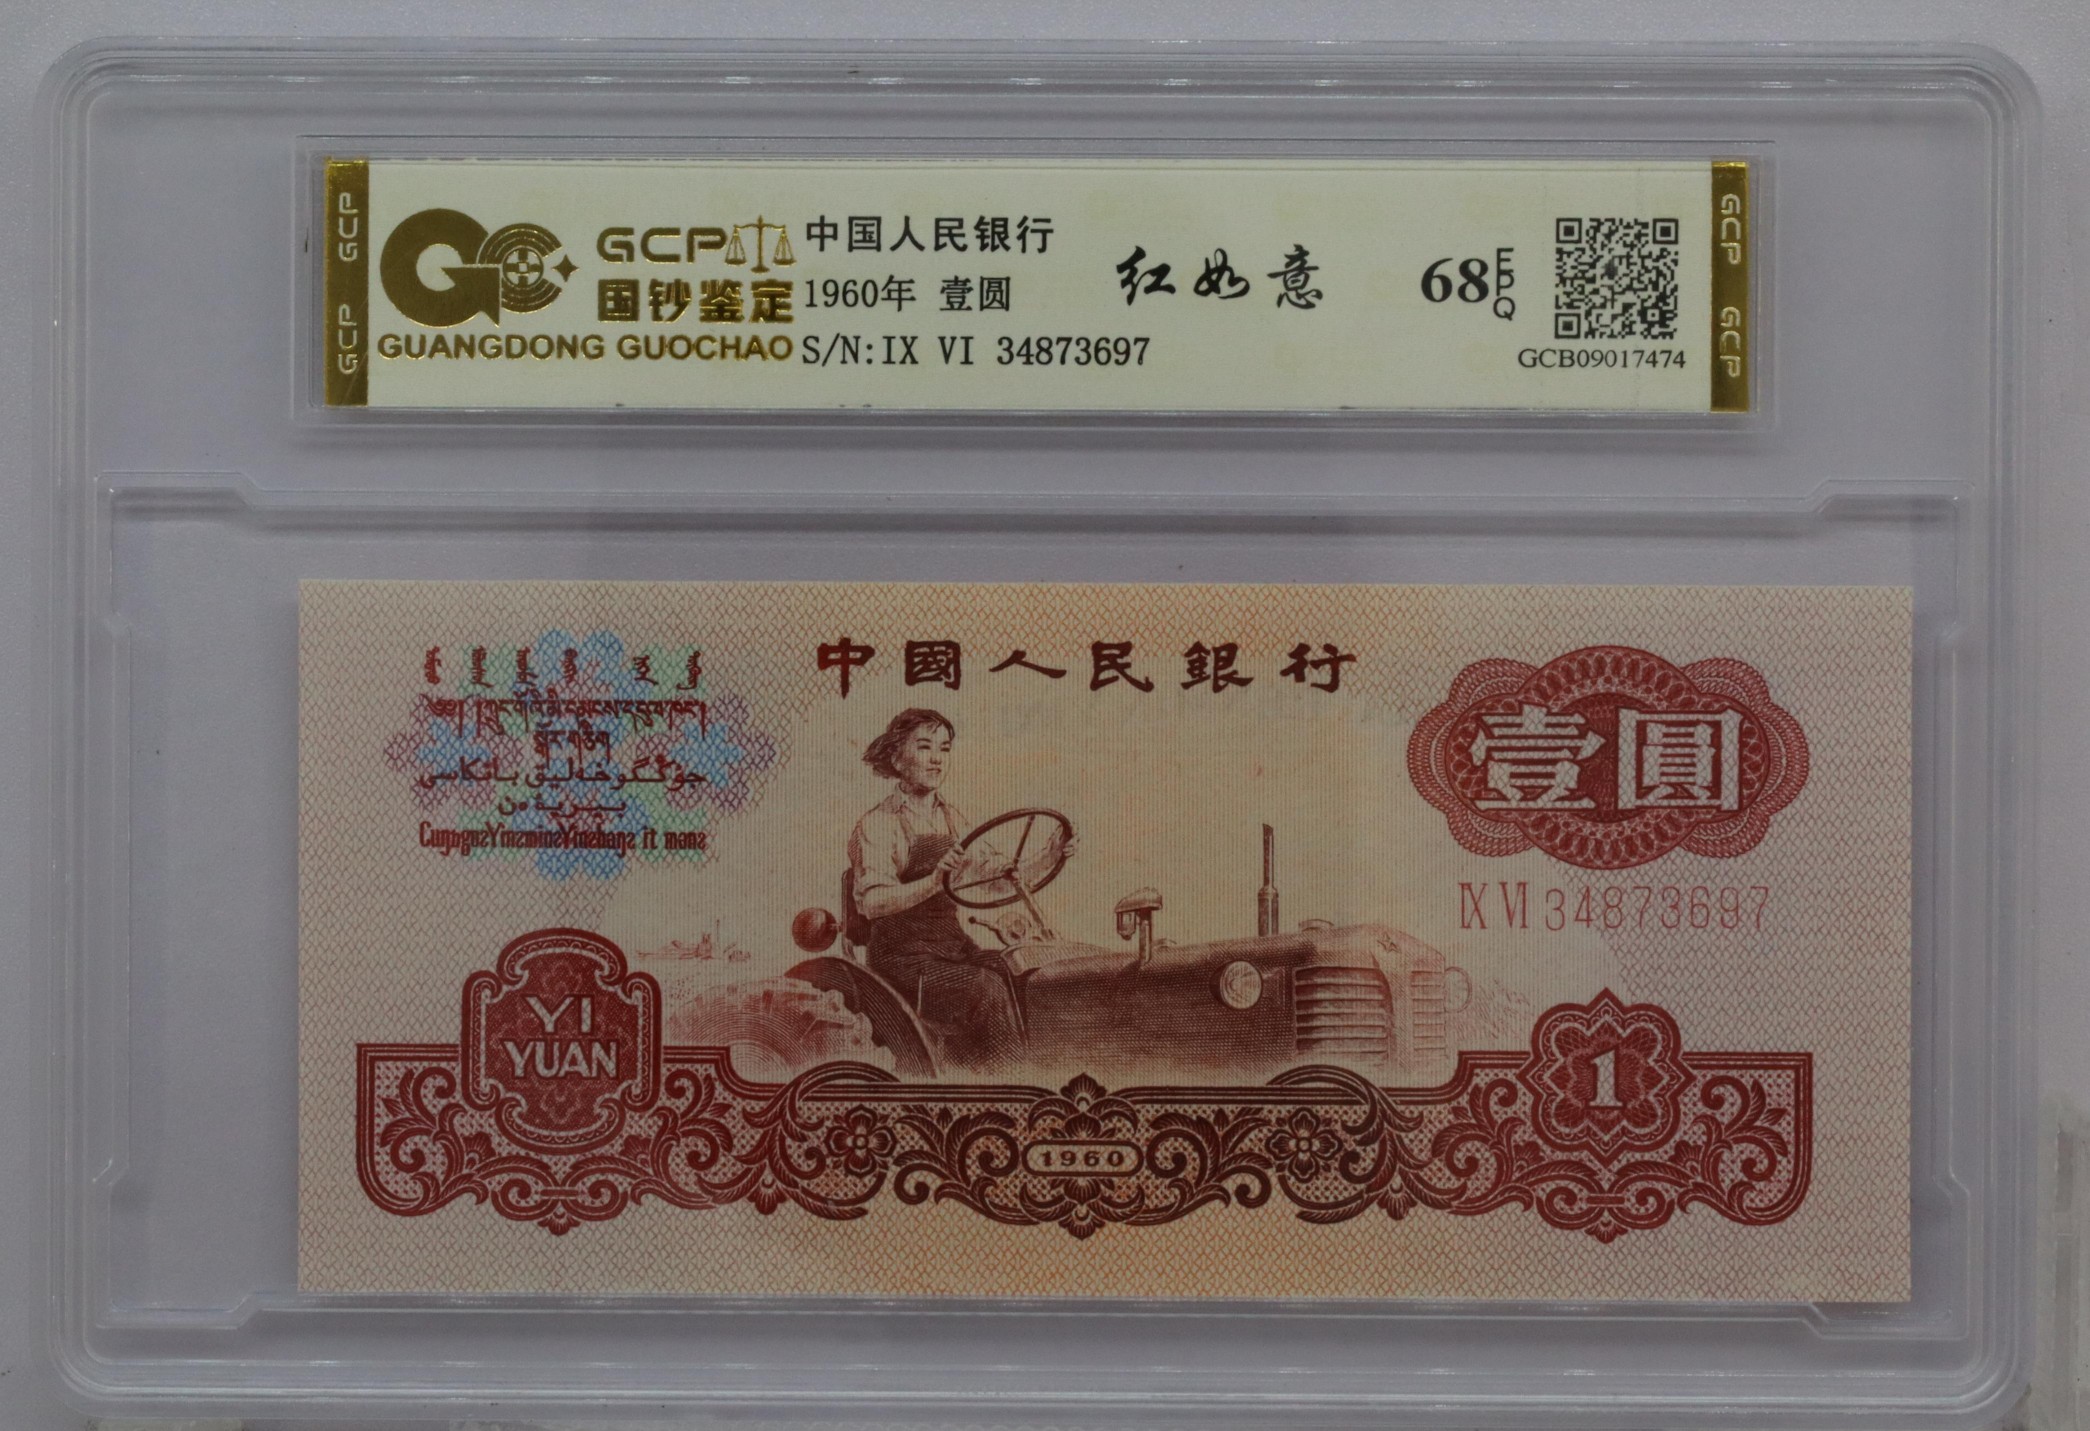 GCP GCP
GCP
国钞鉴定
GUANGDONG GUOCHAO
中国人民银行
1960年 壹圆
S/N:IX VI 34873697
红如意
68 EPQ
GCB09017474
GCP GCP
中國人民銀行
壹圓
IX VI 34873697
YI
YUAN
1
1960